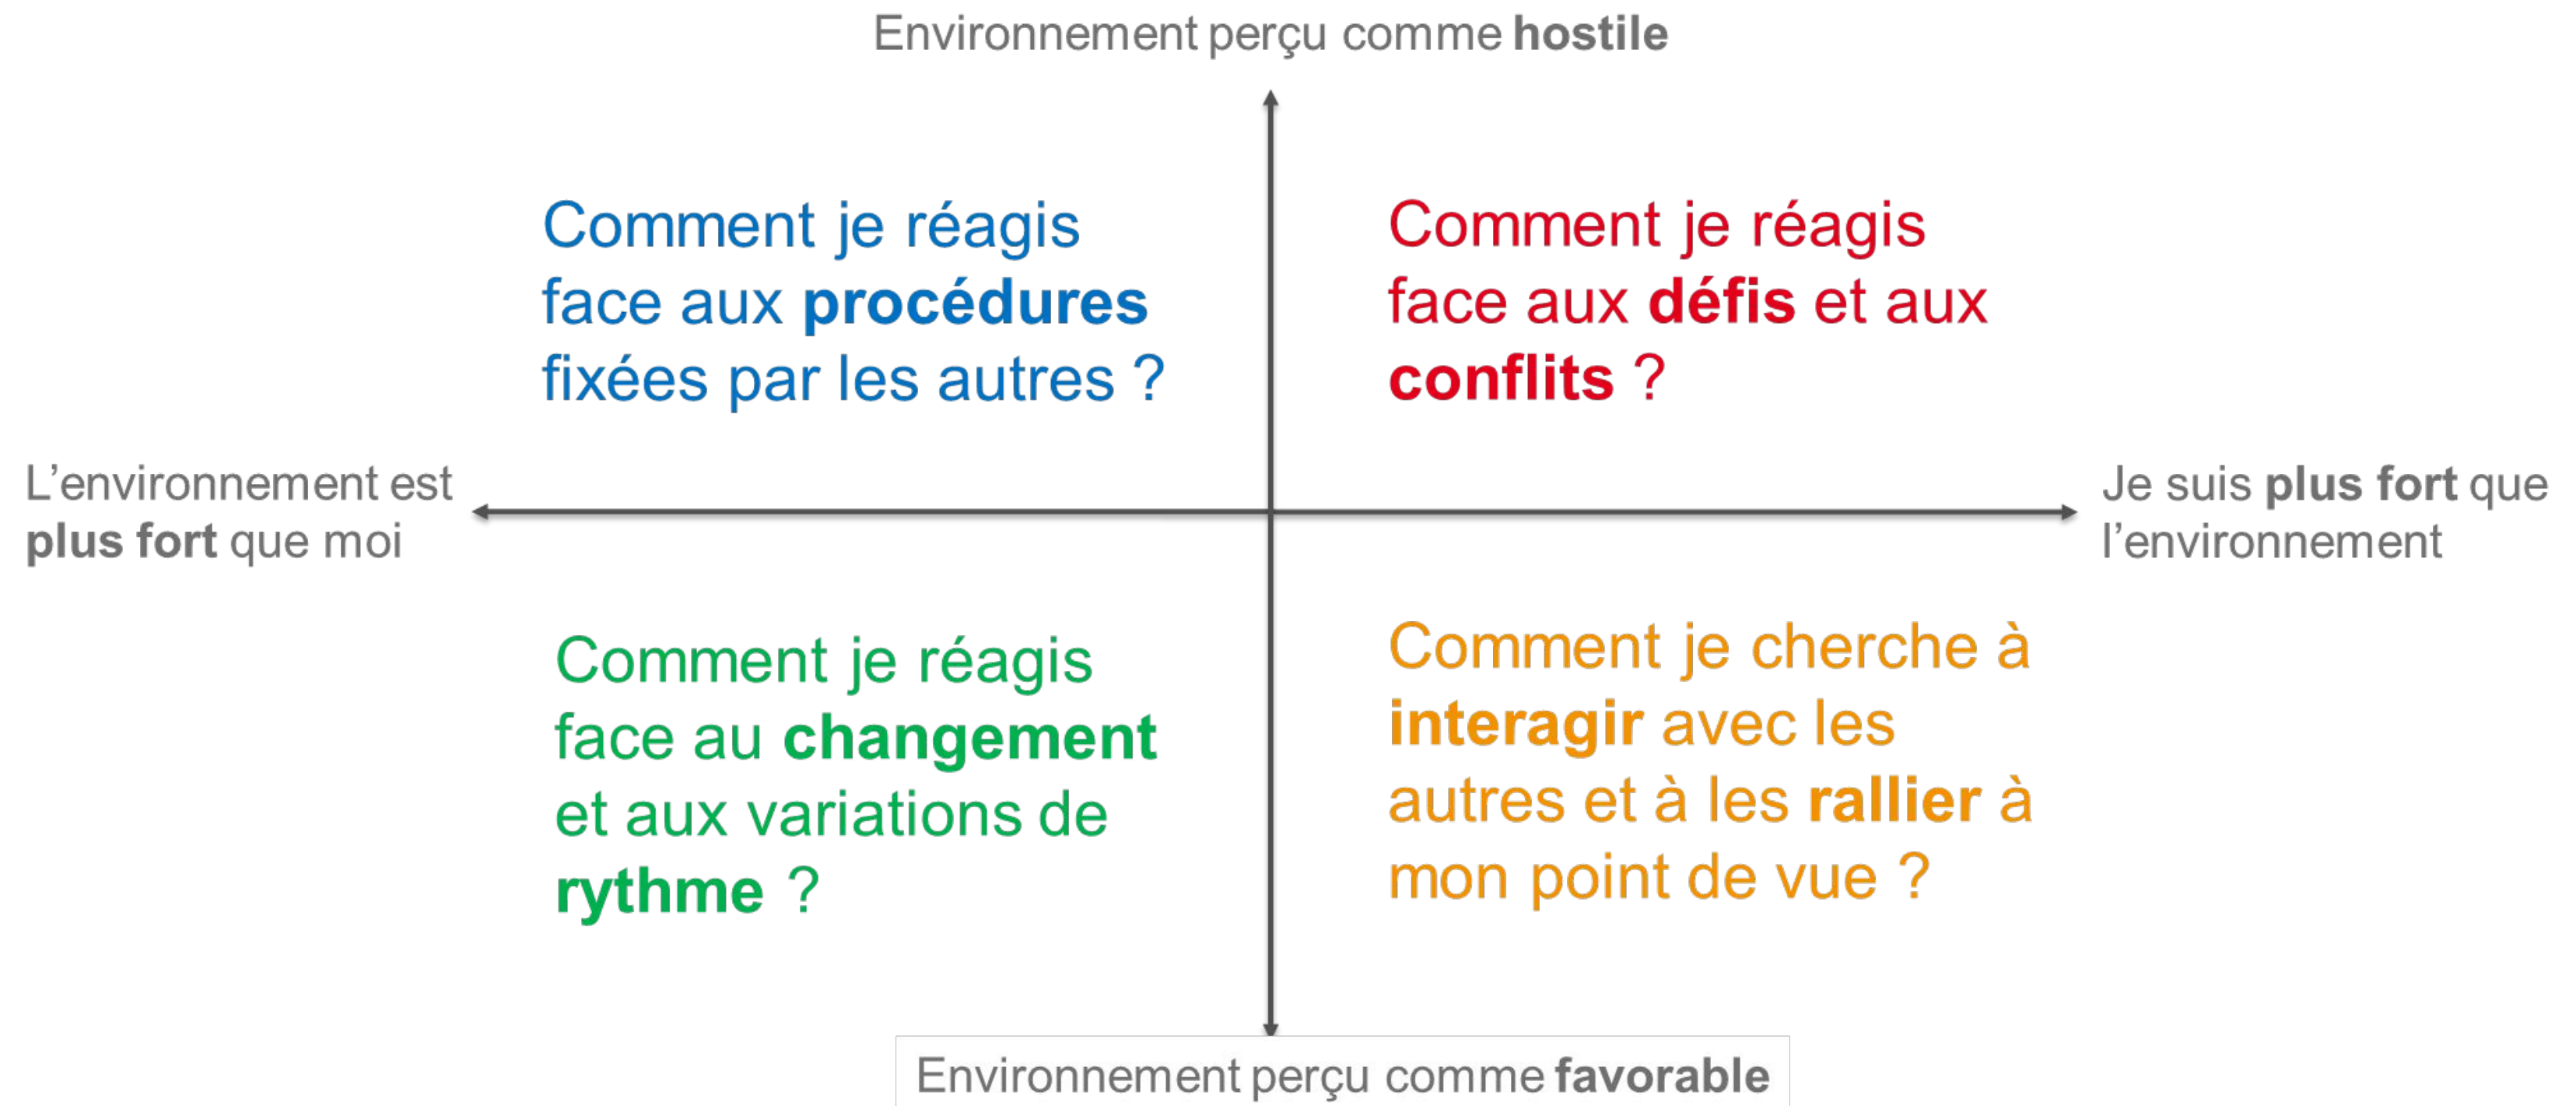 Environnement perçu comme hostile
Comment je réagis
face aux procédures
fixées par les autres ?
Comment je réagis
face aux défis et aux
conflits ?
L’environnement est
plus fort que moi
Je suis plus fort que
l’environnement
Comment je réagis
face au changement
et aux variations de
rythme ?
Comment je cherche à
interagir avec les
autres et à les rallier à
mon point de vue ?
Environnement perçu comme favorable